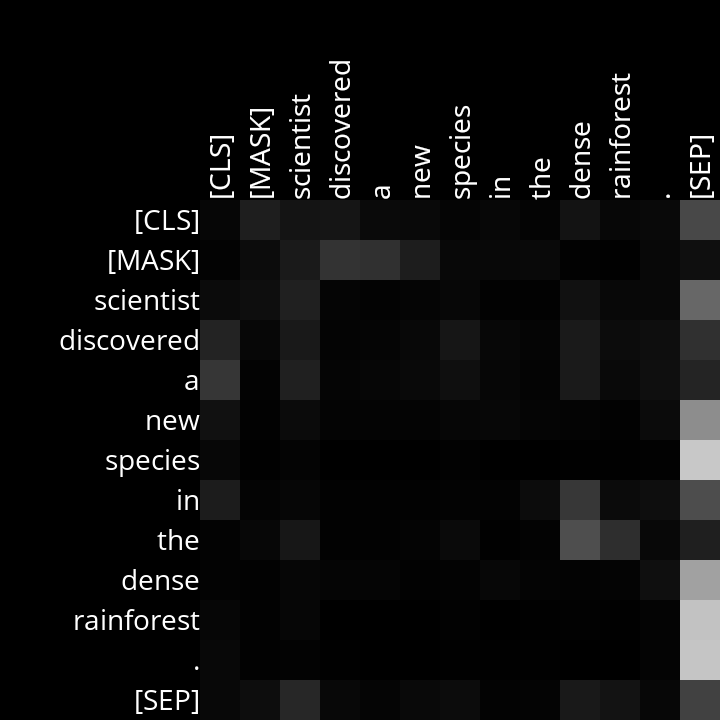 [CLS] [MASK] scientist discovered a new species in the dense rainforest . [SEP]
[CLS]
[MASK]
scientist
discovered
a
new
species
in
the
dense
rainforest
.
[SEP]